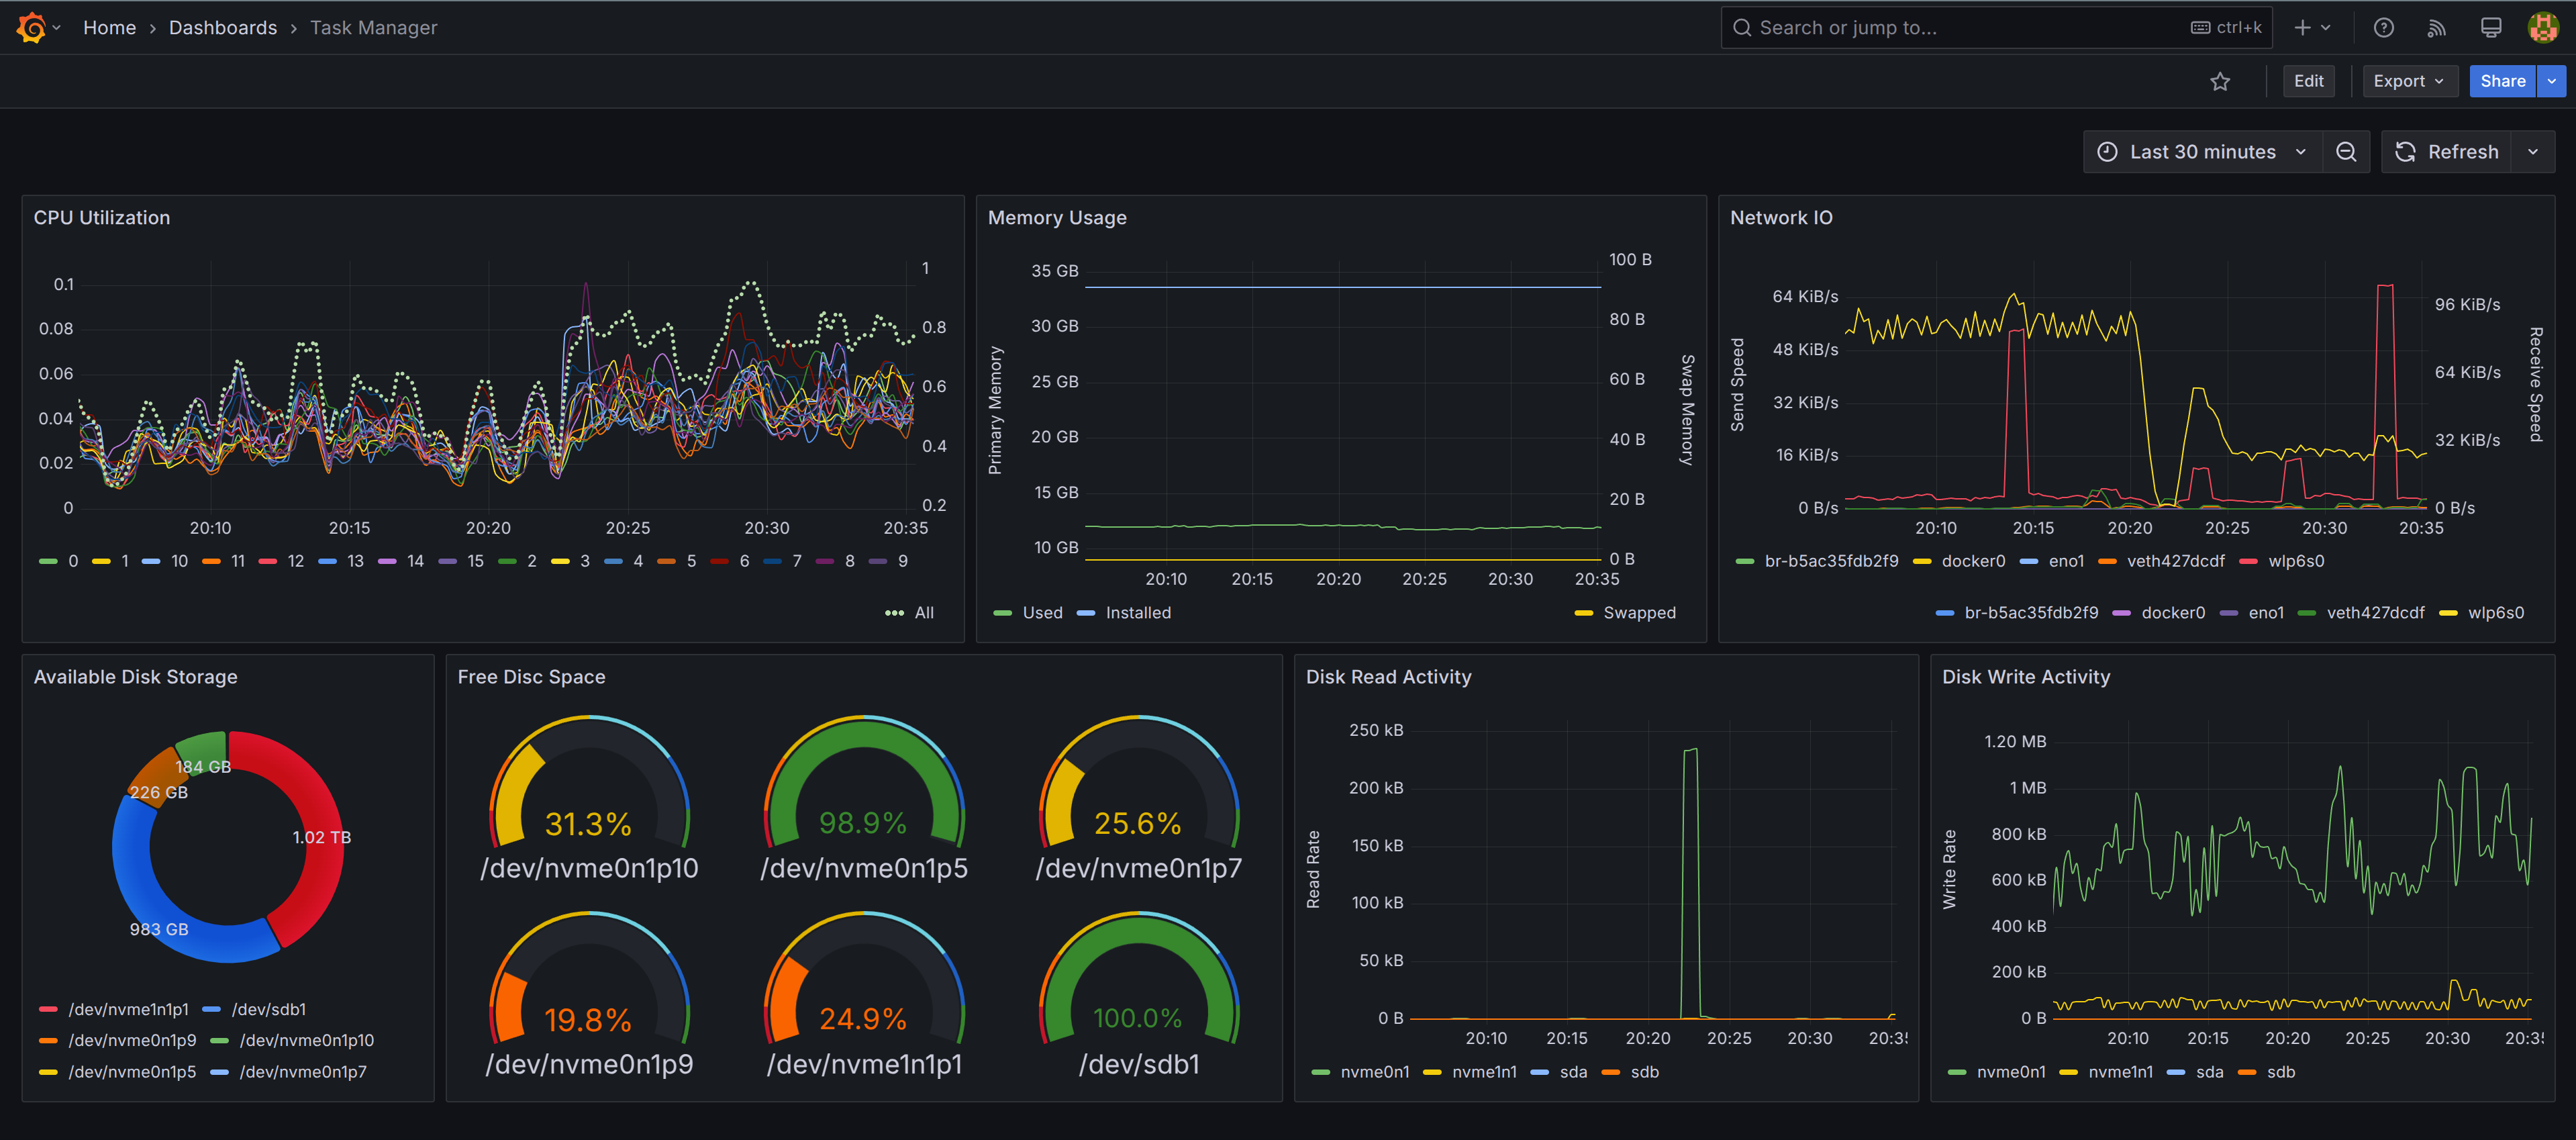 Home › Dashboards › Task Manager
Search or jump to...
ctrl+k
Edit
Export
Share
Last 30 minutes
Refresh
CPU Utilization
0.1
0.08
0.06
0.04
0.02
0
1
0.8
0.6
0.4
0.2
20:10 20:15 20:20 20:25 20:30 20:35
0 1 10 11 12 13 14 15 2 3 4 5 6 7 8 9
All
Memory Usage
Primary Memory
35 GB
30 GB
25 GB
20 GB
15 GB
10 GB
100 B
80 B
60 B
40 B
20 B
0 B
Swap Memory
20:10 20:15 20:20 20:25 20:30 20:35
Used Installed
Swapped
Network IO
Send Speed
64 KiB/s
48 KiB/s
32 KiB/s
16 KiB/s
0 B/s
96 KiB/s
64 KiB/s
32 KiB/s
0 B/s
Receive Speed
20:10 20:15 20:20 20:25 20:30 20:35
br-b5ac35fdb2f9 docker0 eno1 veth427dcdf wlp6s0
br-b5ac35fdb2f9 docker0 eno1 veth427dcdf wlp6s0
Available Disk Storage
184 GB
226 GB
1.02 TB
983 GB
/dev/nvme1n1p1 /dev/sdb1
/dev/nvme0n1p9 /dev/nvme0n1p10
/dev/nvme0n1p5 /dev/nvme0n1p7
Free Disc Space
31.3%
/dev/nvme0n1p10
98.9%
/dev/nvme0n1p5
25.6%
/dev/nvme0n1p7
19.8%
/dev/nvme0n1p9
24.9%
/dev/nvme1n1p1
100.0%
/dev/sdb1
Disk Read Activity
Read Rate
250 kB
200 kB
150 kB
100 kB
50 kB
0 B
20:10 20:15 20:20 20:25 20:30
nvme0n1 nvme1n1 sda sdb
Disk Write Activity
Write Rate
1.20 MB
1 MB
800 kB
600 kB
400 kB
200 kB
0 B
20:10 20:15 20:20 20:25 20:30
nvme0n1 nvme1n1 sda sdb